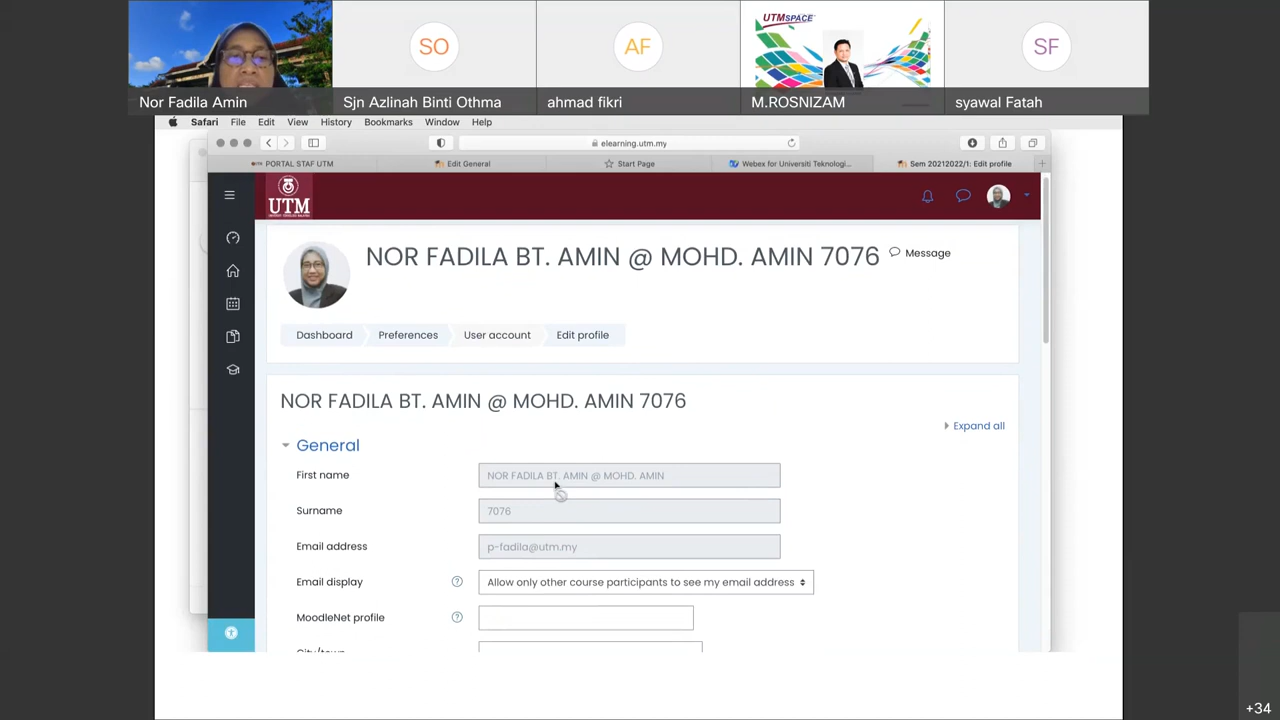 SO
AF
UTMSPACE
SF
Nor Fadila Amin
Sjn Azlinah Binti Othma
ahmad fikri
M.ROSNIZAM
syawal Fatah
Safari File Edit View History Bookmarks Window Help
elearning.utm.my
PORTAL STAF UTM
Edit General
Start Page
Webex for Universiti Teknologi...
Sem 20212022/1: Edit profile
UTM
NOR FADILA BT. AMIN @ MOHD. AMIN 7076
Message
Dashboard
Preferences
User account
Edit profile
NOR FADILA BT. AMIN @ MOHD. AMIN 7076
Expand all
General
First name
NOR FADILA BT. AMIN @ MOHD. AMIN
Surname
7076
Email address
p-fadila@utm.my
Email display
Allow only other course participants to see my email address
MoodleNet profile
City/town
+34